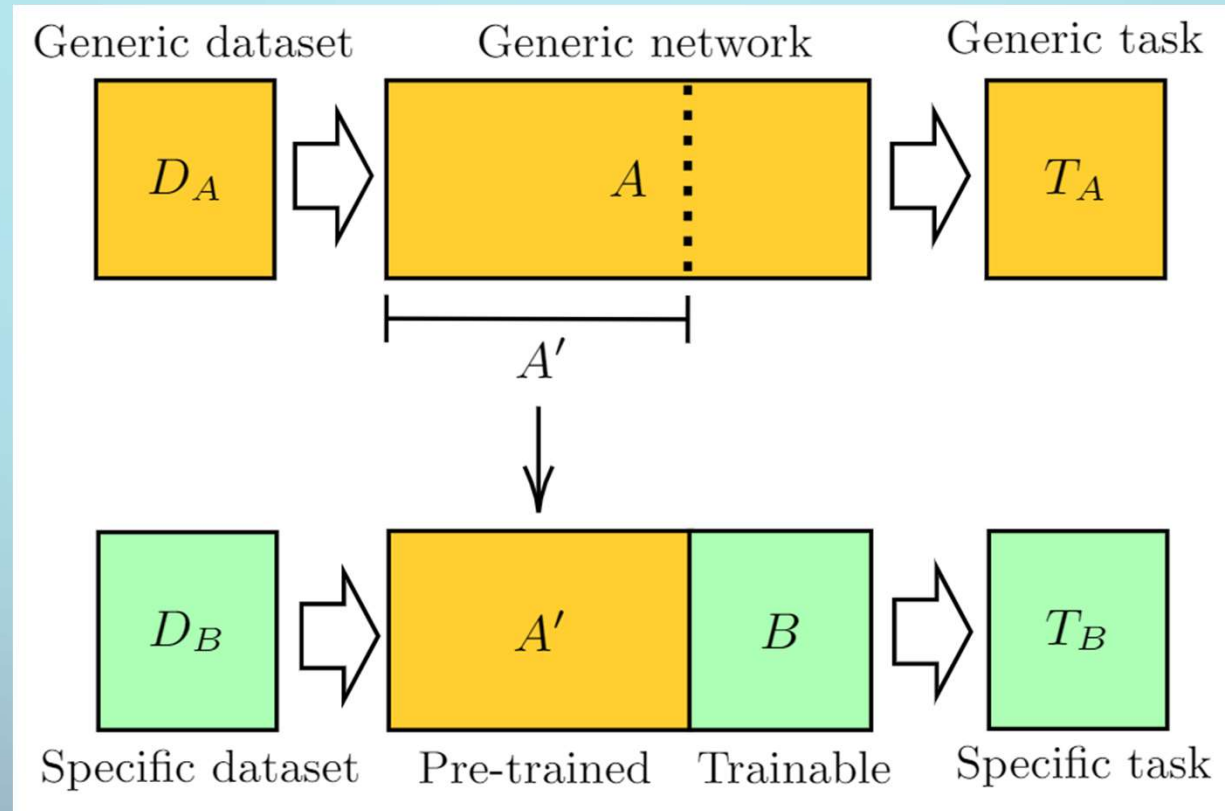 Generic dataset
Generic network
Generic task
D_A
A
T_A
A′
D_B
A′
B
T_B
Specific dataset
Pre-trained
Trainable
Specific task